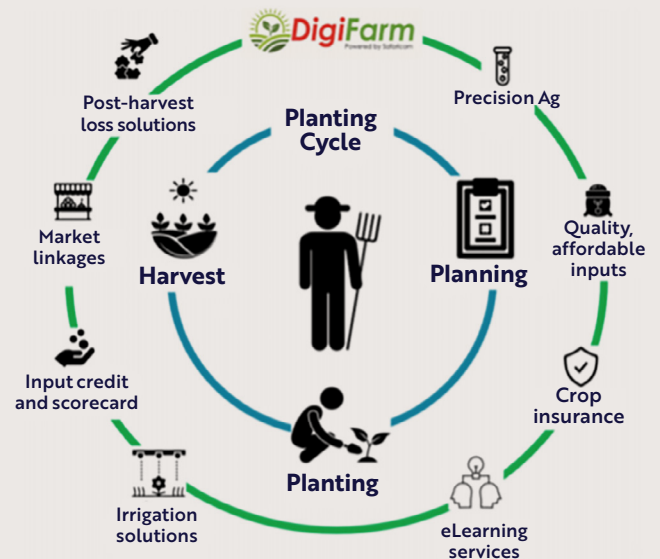 DigiFarm
Powered by Safaricom
Precision Ag
Quality,
affordable
inputs
Crop
insurance
eLearning
services
Irrigation
solutions
Input credit
and scorecard
Market
linkages
Post-harvest
loss solutions
Planting
Cycle
Planning
Planting
Harvest